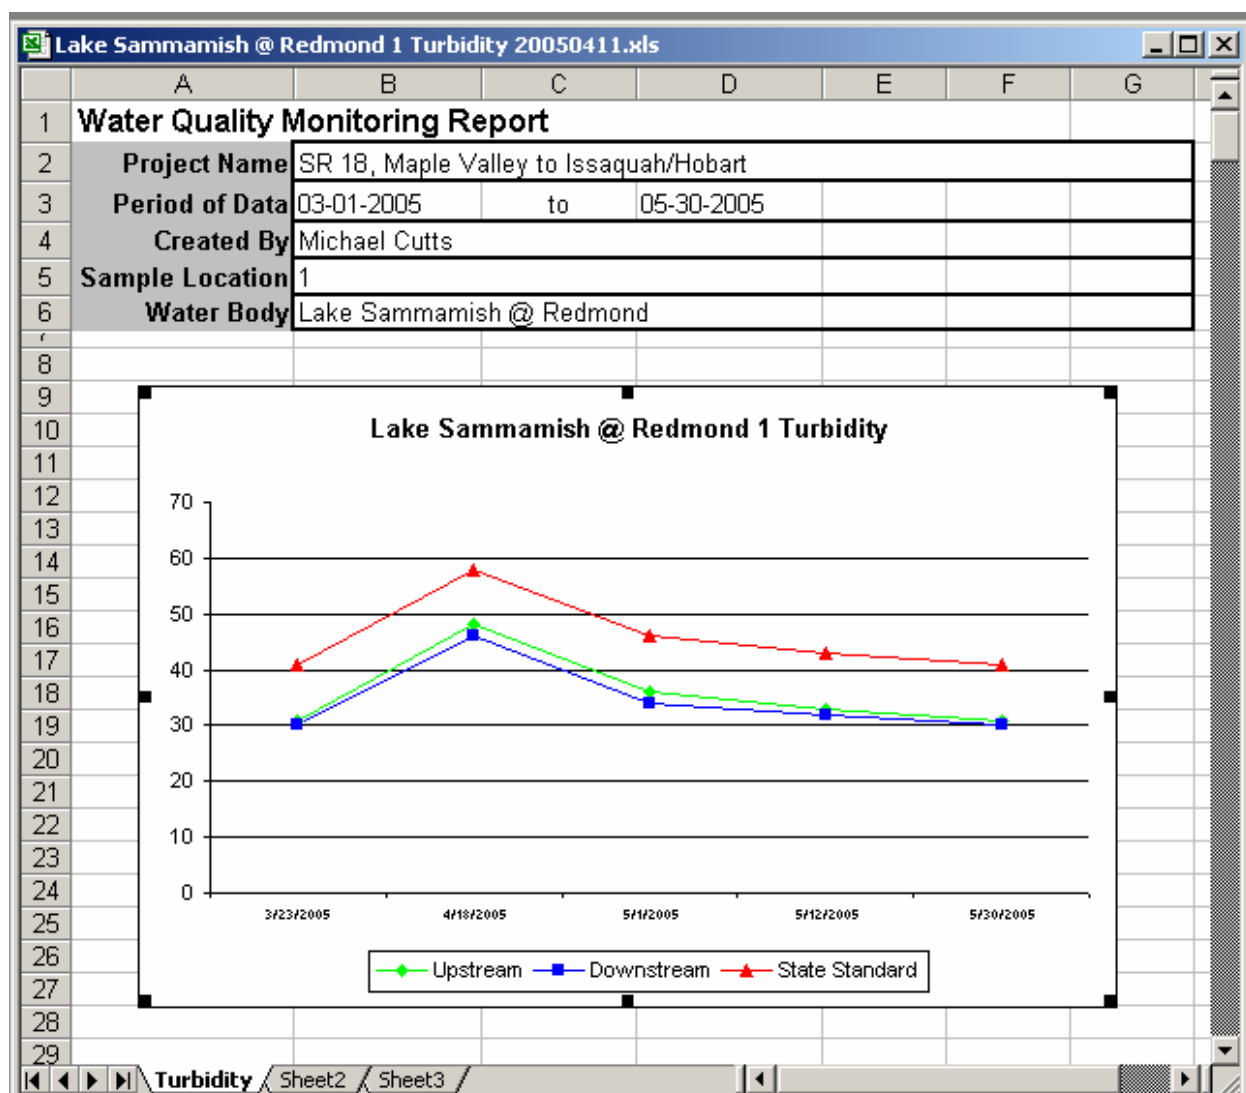 Lake Sammamish @ Redmond 1 Turbidity 20050411.xls
A B C D E F G
1 Water Quality Monitoring Report
2 Project Name SR 18, Maple Valley to Issaquah/Hobart
3 Period of Data 03-01-2005 to 05-30-2005
4 Created By Michael Cutts
5 Sample Location 1
6 Water Body Lake Sammamish @ Redmond
8
9
10
11
12
13
14
15
16
17
18
19
20
21
22
23
24
25
26
27
28
29
Lake Sammamish @ Redmond 1 Turbidity
70
60
50
40
30
20
10
0
3/23/2005 4/18/2005 5/1/2005 5/12/2005 5/30/2005
Upstream Downstream State Standard
Turbidity Sheet2 Sheet3